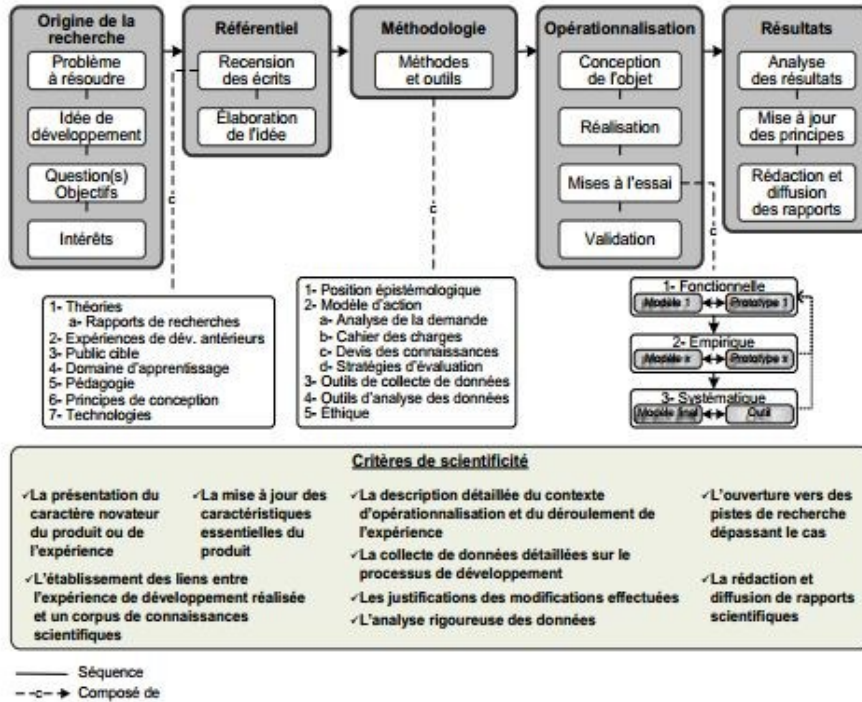 Origine de la
recherche
Problème
à résoudre
Idée de
développement
Question(s)
Objectifs
Intérêts
Référentiel
Recension
des écrits
Élaboration
de l'idée
Méthodologie
Méthodes
et outils
Opérationnalisation
Conception
de l'objet
Réalisation
Mises à l'essai
Validation
Résultats
Analyse
des résultats
Mise à jour
des principes
Rédaction et
diffusion
des rapports
c
c
c
1- Théories
a- Rapports de recherches
2- Expériences de dév. antérieurs
3- Public cible
4- Domaine d'apprentissage
5- Pédagogie
6- Principes de conception
7- Technologies
1- Position épistémologique
2- Modèle d'action
a- Analyse de la demande
b- Cahier des charges
c- Devis des connaissances
d- Stratégies d'évaluation
3- Outils de collecte de données
4- Outils d'analyse des données
5- Éthique
1- Fonctionnelle
Modèle 1
Prototype 1
2- Empirique
Modèle x
Prototype x
3- Systématique
Modèle final
Outil
Critères de scientificité
✓La présentation du
caractère novateur
du produit ou de
l'expérience
✓La mise à jour des
caractéristiques
essentielles du
produit
✓L'établissement des liens entre
l'expérience de développement réalisée
et un corpus de connaissances
scientifiques
✓La description détaillée du contexte
d'opérationnalisation et du déroulement de
l'expérience
✓La collecte de données détaillées sur le
processus de développement
✓Les justifications des modifications effectuées
✓L'analyse rigoureuse des données
✓L'ouverture vers des
pistes de recherche
dépassant le cas
✓La rédaction et
diffusion de rapports
scientifiques
Séquence
c
Composé de